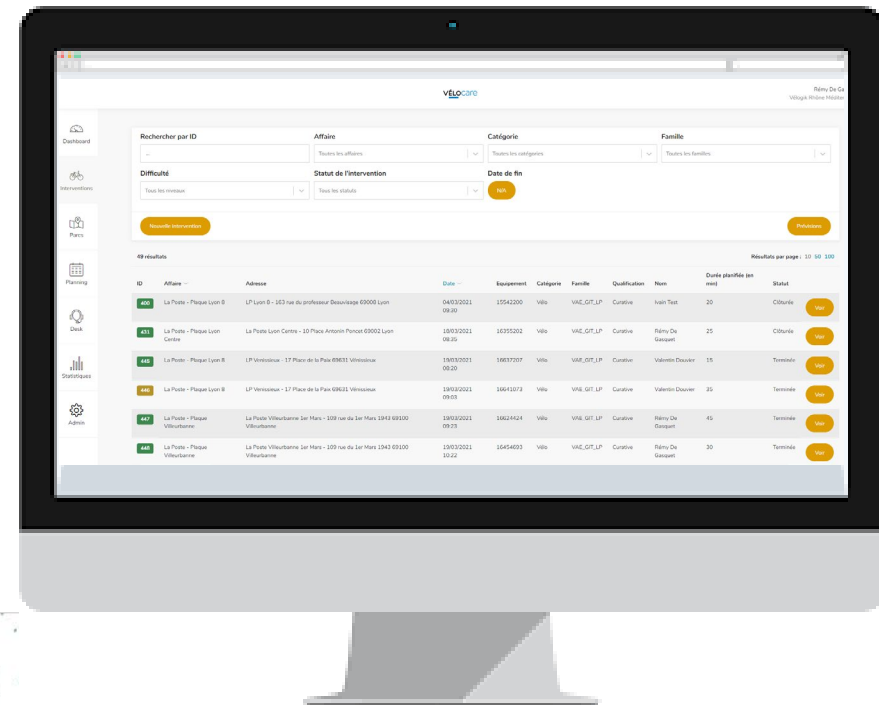 VÉLOCare
Rémy De Ga
Vélogik Rhône Méditer
Dashboard
Interventions
Parcs
Planning
Desk
Statistiques
Admin
Rechercher par ID
Affaire
Catégorie
Famille
...
Toutes les affaires
Toutes les catégories
Toutes les familles
Difficulté
Statut de l'intervention
Date de fin
Tous les niveaux
Tous les statuts
N/A
Nouvelle intervention
Prévisions
49 résultats
Résultats par page : 10 50 100
ID Affaire Adresse Date Equipement Catégorie Famille Qualification Nom Durée planifiée (en min) Statut
400 La Poste - Plaque Lyon 8 LP Lyon 8 - 163 rue du professeur Beauvisage 69008 Lyon 04/03/2021 09:30 15542200 Vélo VAE_GIT_LP Curative Ivain Test 20 Clôturée Voir
431 La Poste - Plaque Lyon Centre La Poste Lyon Centre - 10 Place Antonin Poncet 69002 Lyon 18/03/2021 08:35 16355202 Vélo VAE_GIT_LP Curative Rémy De Gasquet 25 Clôturée Voir
445 La Poste - Plaque Lyon 8 LP Venissieux - 17 Place de la Paix 69631 Vénissieux 19/03/2021 08:20 16637207 Vélo VAE_GIT_LP Curative Valentin Douvier 15 Terminée Voir
446 La Poste - Plaque Lyon 8 LP Venissieux - 17 Place de la Paix 69631 Vénissieux 19/03/2021 09:03 16641073 Vélo VAE_GIT_LP Curative Valentin Douvier 35 Terminée Voir
447 La Poste - Plaque Villeurbanne La Poste Villeurbanne 1er Mars - 109 rue du 1er Mars 1943 69100 Villeurbanne 19/03/2021 09:23 16624424 Vélo VAE_GIT_LP Curative Rémy De Gasquet 45 Terminée Voir
448 La Poste - Plaque Villeurbanne La Poste Villeurbanne 1er Mars - 109 rue du 1er Mars 1943 69100 Villeurbanne 19/03/2021 10:22 16454693 Vélo VAE_GIT_LP Curative Rémy De Gasquet 30 Terminée Voir